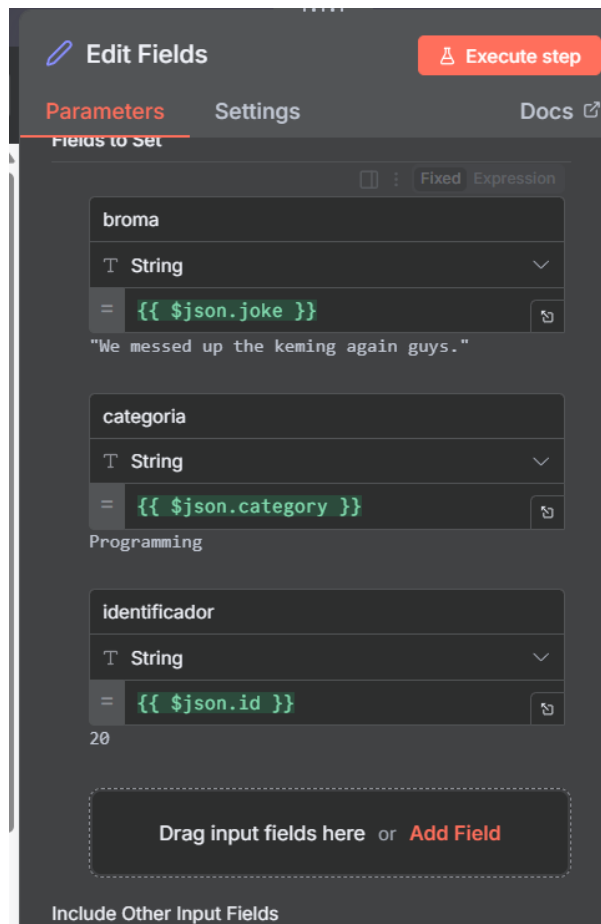 Edit Fields
Execute step
Parameters Settings Docs
Fields to Set
Fixed Expression
broma
T String
= {{ $json.joke }}
"We messed up the keming again guys."
categoria
T String
= {{ $json.category }}
Programming
identificador
T String
= {{ $json.id }}
20
Drag input fields here or Add Field
Include Other Input Fields